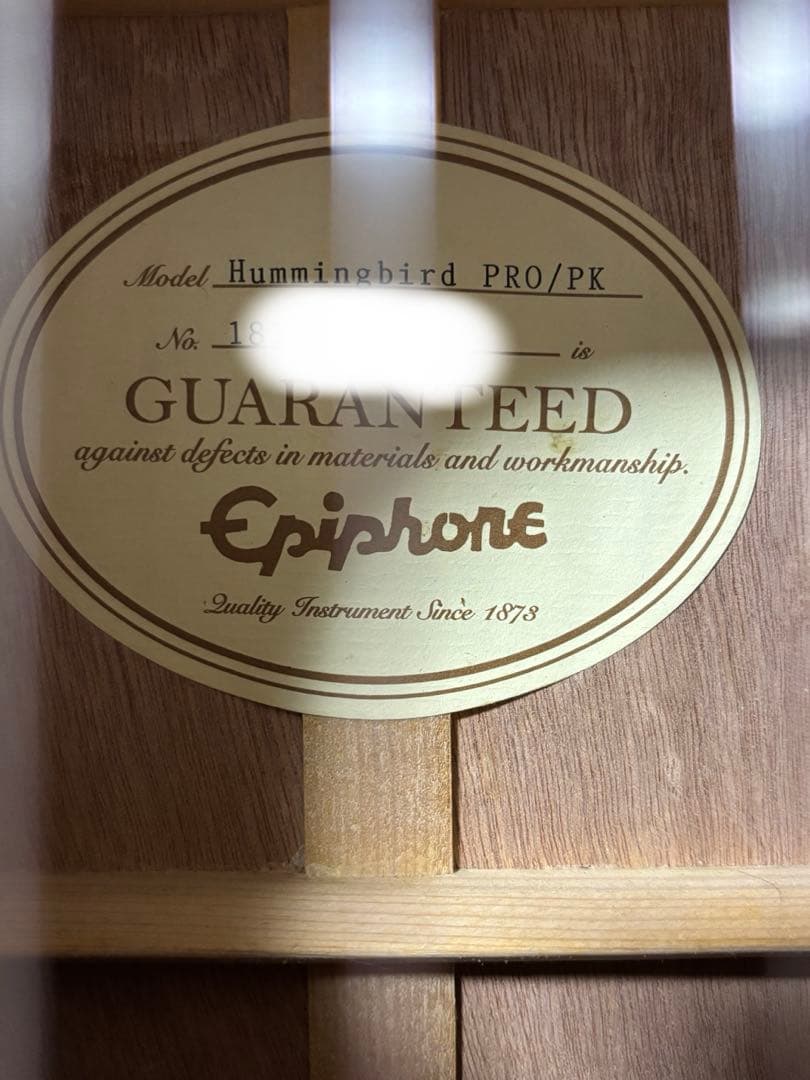 Model Hummingbird PRO/PK
No. 18 is
GUARANTEED
against defects in materials and workmanship.
Epiphone
Quality Instrument Since 1873